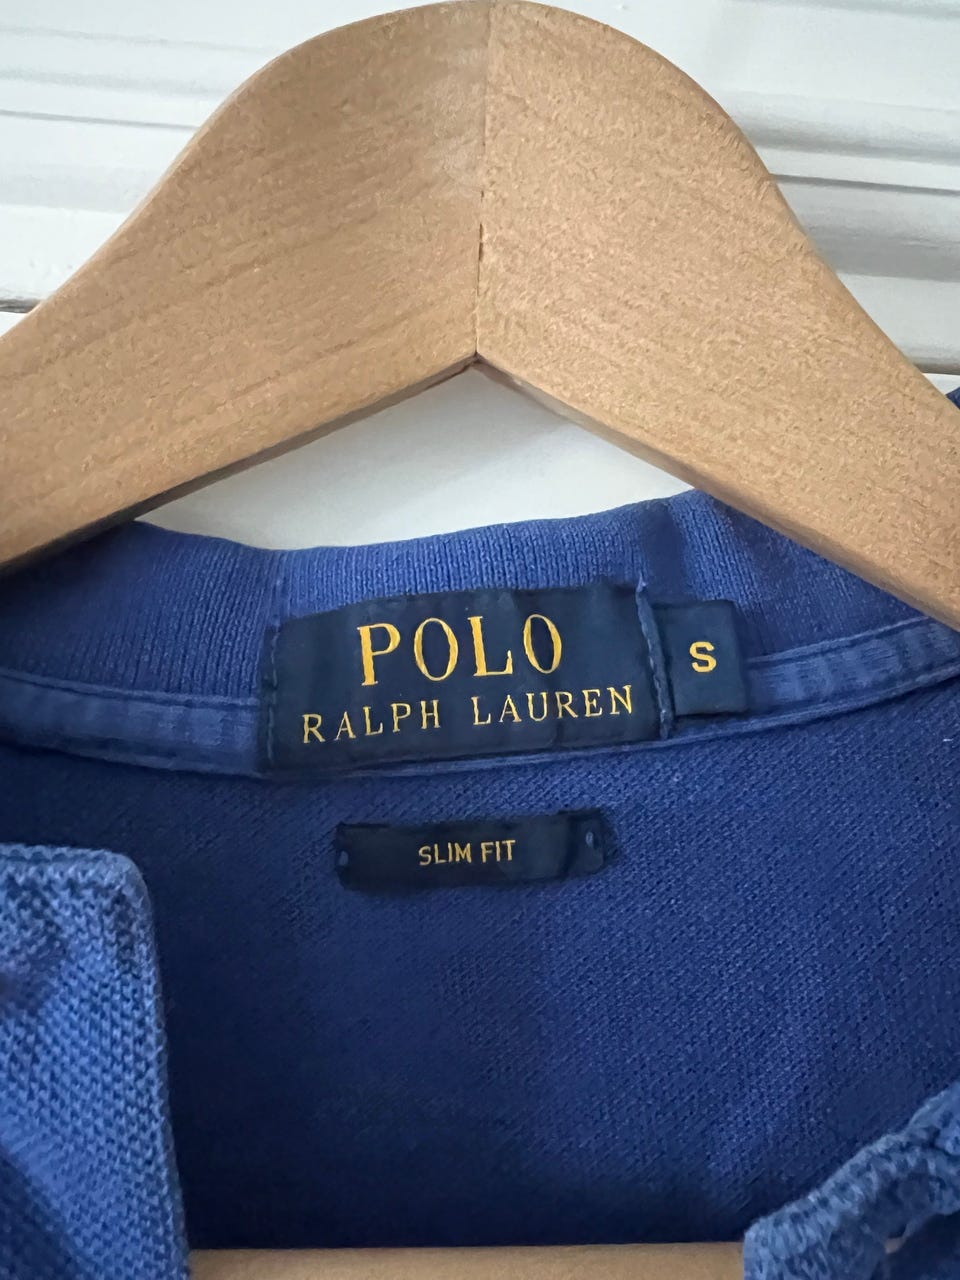 POLO
RALPH LAUREN
S
SLIM FIT